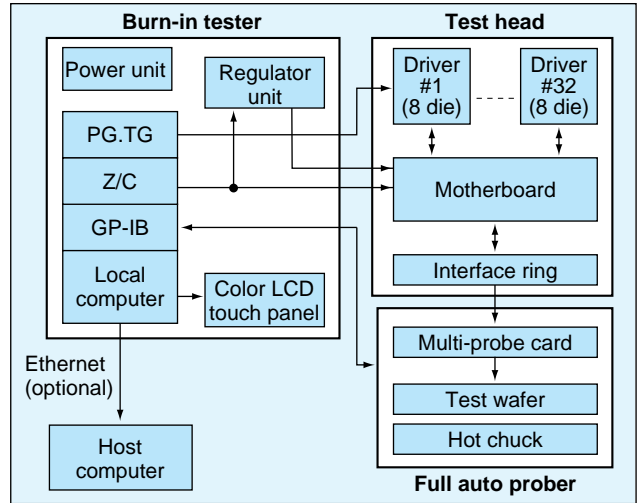 Burn-in tester
Power unit
Regulator
unit
PG.TG
Z/C
GP-IB
Local
computer
Color LCD
touch panel
Ethernet
(optional)
Host
computer
Test head
Driver
#1
(8 die)
Driver
#32
(8 die)
Motherboard
Interface ring
Multi-probe card
Test wafer
Hot chuck
Full auto prober